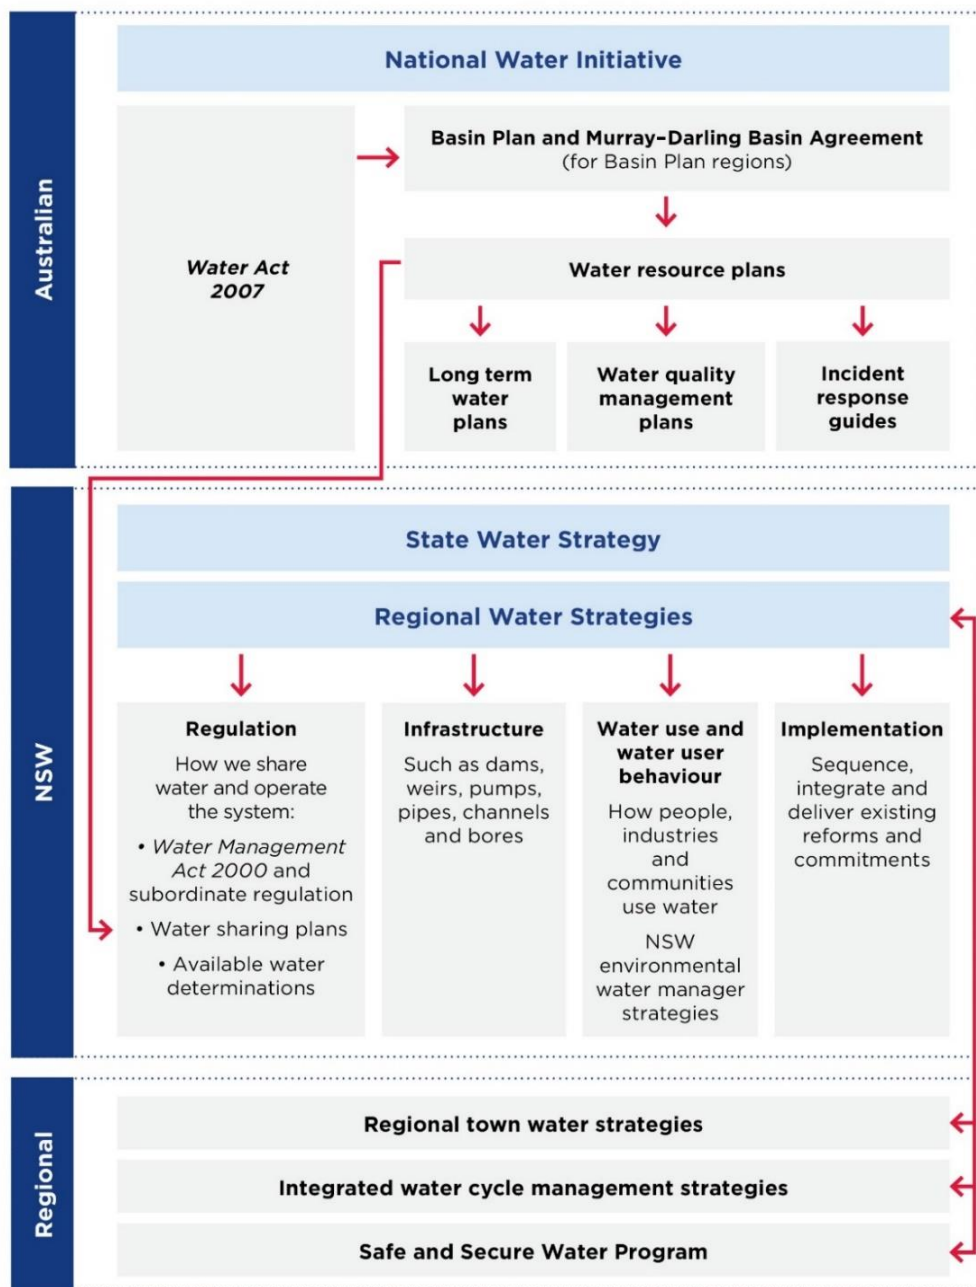 Australian
National Water Initiative
Water Act
2007
Basin Plan and Murray–Darling Basin Agreement
(for Basin Plan regions)
Water resource plans
Long term
water
plans
Water quality
management
plans
Incident
response
guides
NSW
State Water Strategy
Regional Water Strategies
Regulation
How we share
water and operate
the system:
• Water Management
Act 2000 and
subordinate regulation
• Water sharing plans
• Available water
determinations
Infrastructure
Such as dams,
weirs, pumps,
pipes, channels
and bores
Water use and
water user
behaviour
How people,
industries
and
communities
use water
NSW
environmental
water manager
strategies
Implementation
Sequence,
integrate and
deliver existing
reforms and
commitments
Regional
Regional town water strategies
Integrated water cycle management strategies
Safe and Secure Water Program